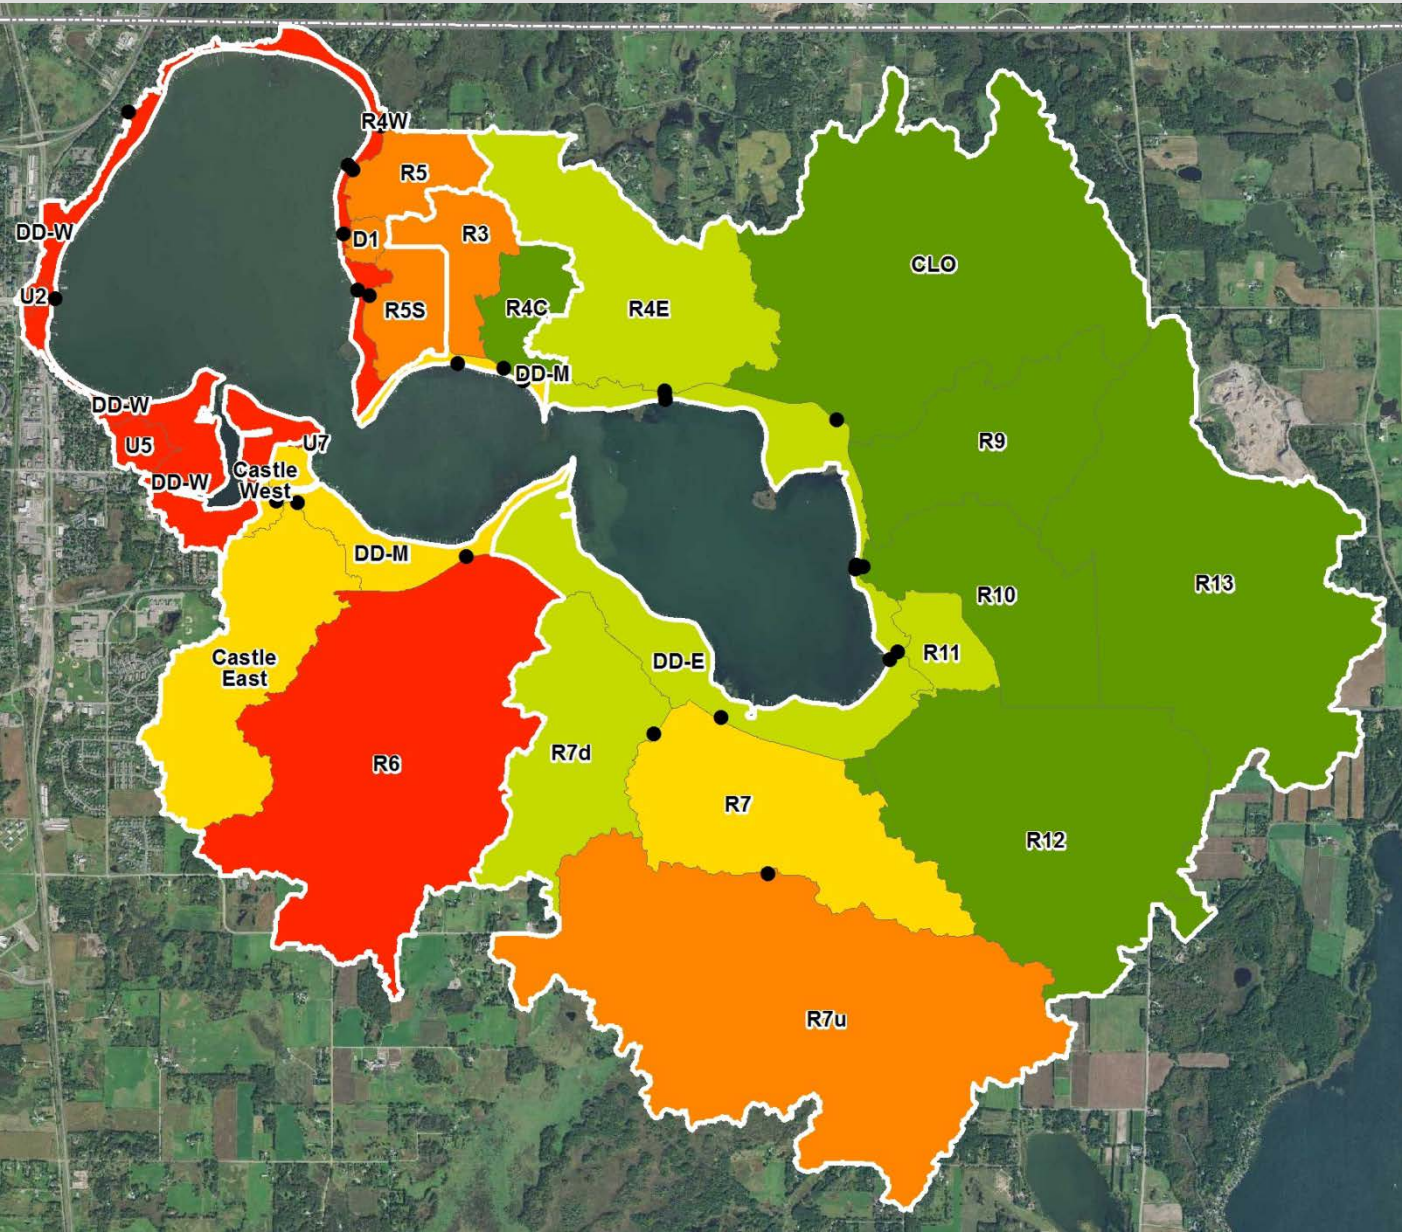 R4W
R5
DD-W
R3
D1
CLO
U2
R4C
R4E
R5S
DD-M
DD-W
U5
U7
R9
Castle
West
DD-W
DD-M
R13
R10
Castle
East
DD-E
R11
R7d
R6
R7
R12
R7u